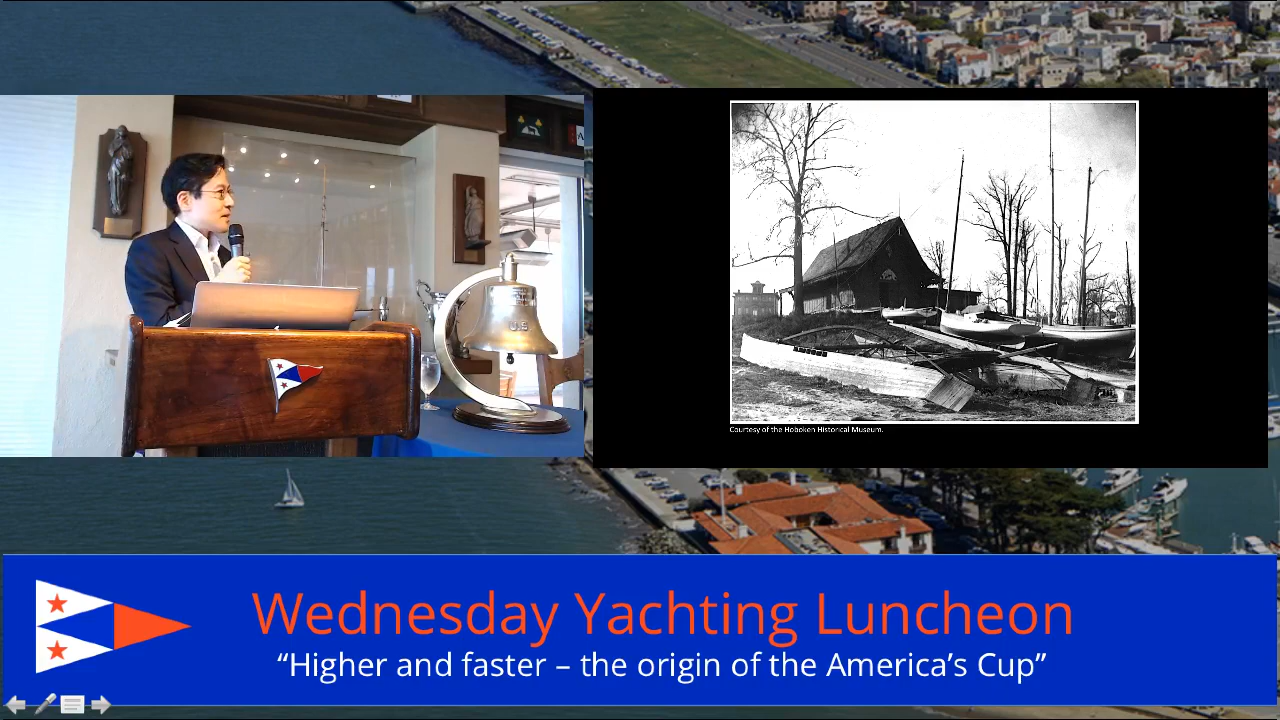 U.S
Courtesy of the Hoboken Historical Museum.
Wednesday Yachting Luncheon
“Higher and faster – the origin of the America’s Cup”